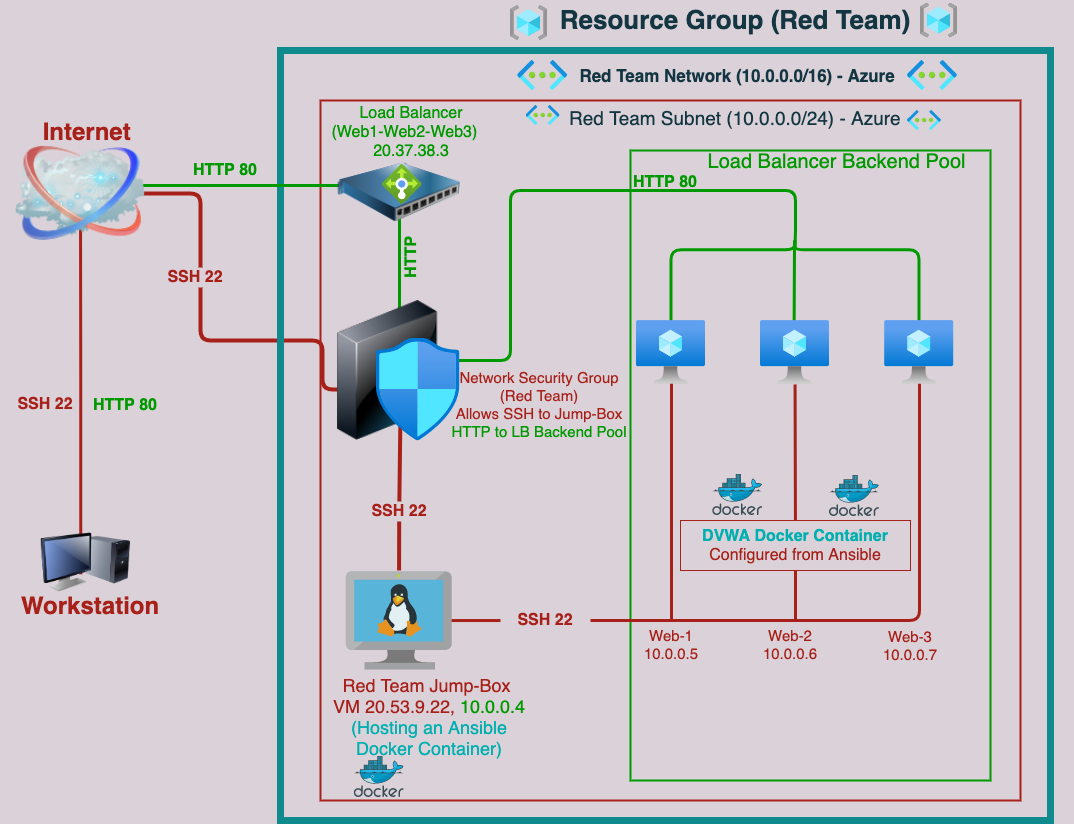 Resource Group (Red Team)
Red Team Network (10.0.0.0/16) - Azure
Red Team Subnet (10.0.0.0/24) - Azure
Internet
Load Balancer
(Web1-Web2-Web3)
20.37.38.3
HTTP 80
Load Balancer Backend Pool
HTTP 80
HTTP
SSH 22
Network Security Group
(Red Team)
Allows SSH to Jump-Box
HTTP to LB Backend Pool
SSH 22
HTTP 80
SSH 22
docker
docker
DVWA Docker Container
Configured from Ansible
Workstation
SSH 22
Web-1
10.0.0.5
Web-2
10.0.0.6
Web-3
10.0.0.7
Red Team Jump-Box
VM 20.53.9.22, 10.0.0.4
(Hosting an Ansible
Docker Container)
docker